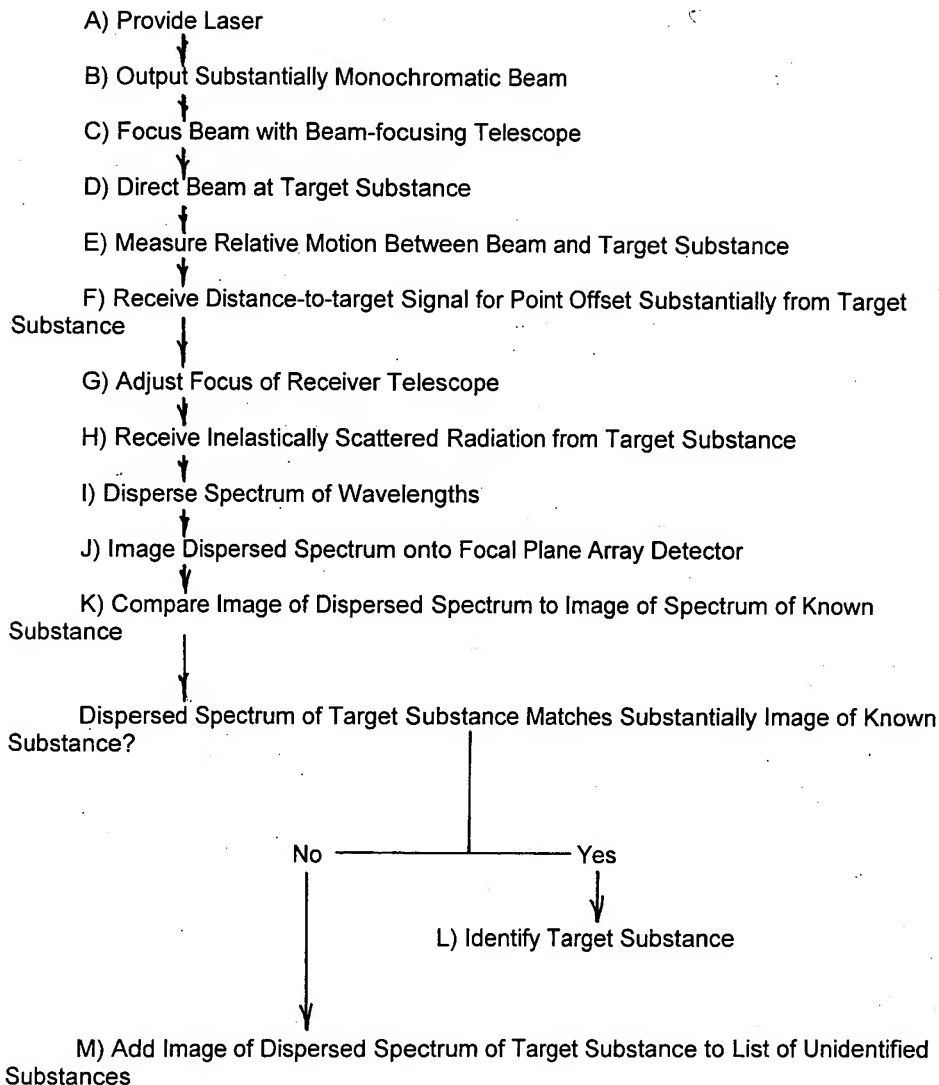 A) Provide Laser
B) Output Substantially Monochromatic Beam
C) Focus Beam with Beam-focusing Telescope
D) Direct Beam at Target Substance
E) Measure Relative Motion Between Beam and Target Substance
F) Receive Distance-to-target Signal for Point Offset Substantially from Target
Substance
G) Adjust Focus of Receiver Telescope
H) Receive Inelastically Scattered Radiation from Target Substance
I) Disperse Spectrum of Wavelengths
J) Image Dispersed Spectrum onto Focal Plane Array Detector
K) Compare Image of Dispersed Spectrum to Image of Spectrum of Known
Substance
Dispersed Spectrum of Target Substance Matches Substantially Image of Known
Substance?
No Yes
L) Identify Target Substance
M) Add Image of Dispersed Spectrum of Target Substance to List of Unidentified
Substances